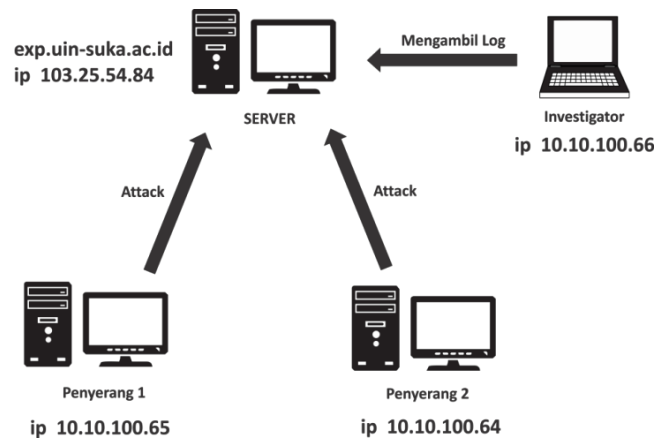 exp.uin-suka.ac.id
ip 103.25.54.84
SERVER
Mengambil Log
Investigator
ip 10.10.100.66
Attack
Attack
Penyerang 1
ip 10.10.100.65
Penyerang 2
ip 10.10.100.64